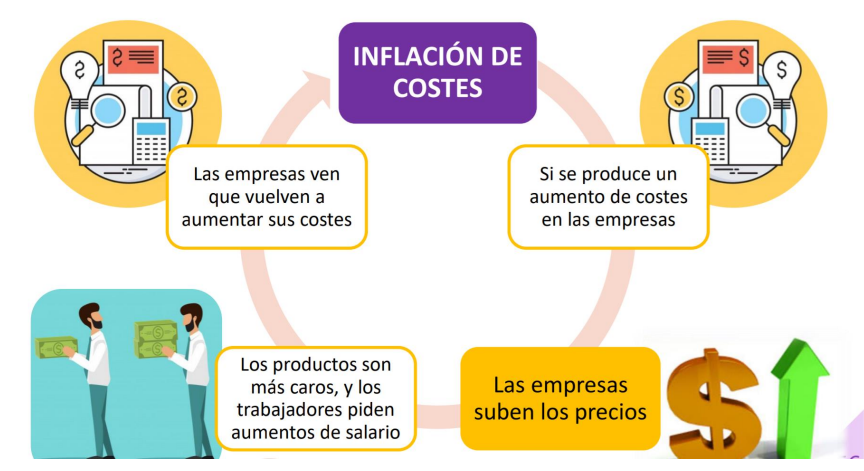 INFLACIÓN DE
COSTES
Si se produce un
aumento de costes
en las empresas
Las empresas
suben los precios
Los productos son
más caros, y los
trabajadores piden
aumentos de salario
Las empresas ven
que vuelven a
aumentar sus costes